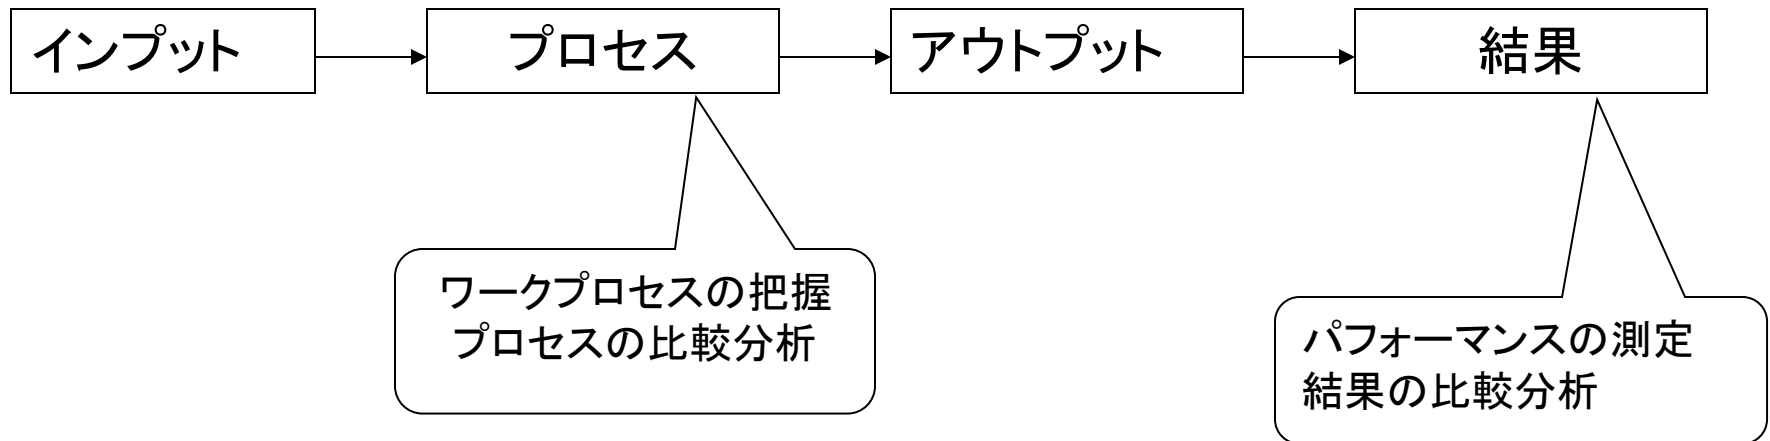 インプット
プロセス
アウトプット
結果
ワークプロセスの把握
プロセスの比較分析
パフォーマンスの測定
結果の比較分析